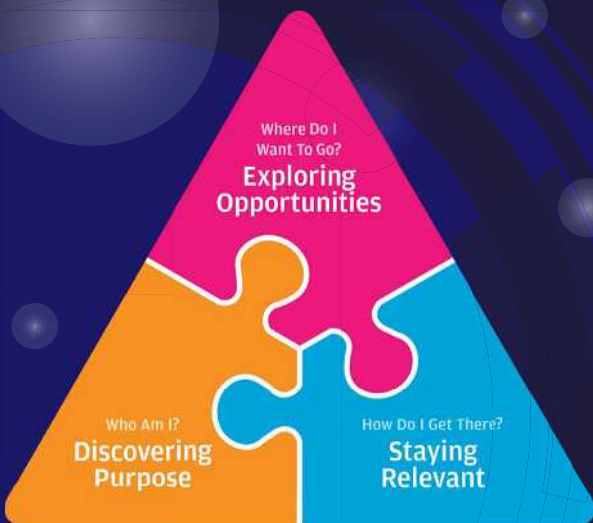 Where Do I
Want To Go?
Exploring
Opportunities
Who Am I?
Discovering
Purpose
How Do I Get There?
Staying
Relevant